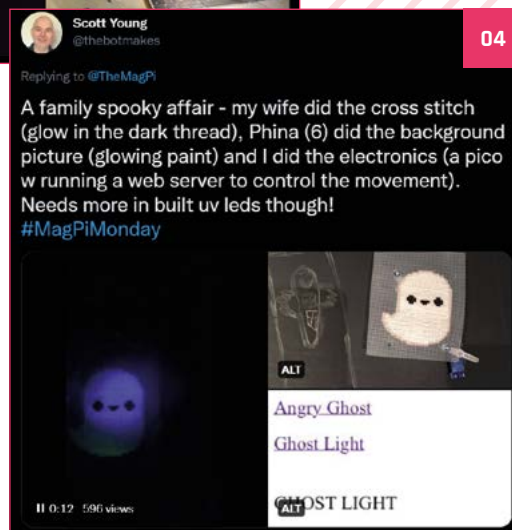 04
Scott Young
@thebotmakes
Replying to @TheMagPi
A family spooky affair - my wife did the cross stitch
(glow in the dark thread), Phina (6) did the background
picture (glowing paint) and I did the electronics (a pico
w running a web server to control the movement).
Needs more in built uv leds though!
#MagPiMonday
ALT
Angry Ghost
Ghost Light
GHOST LIGHT
ALT
0:12 596 views